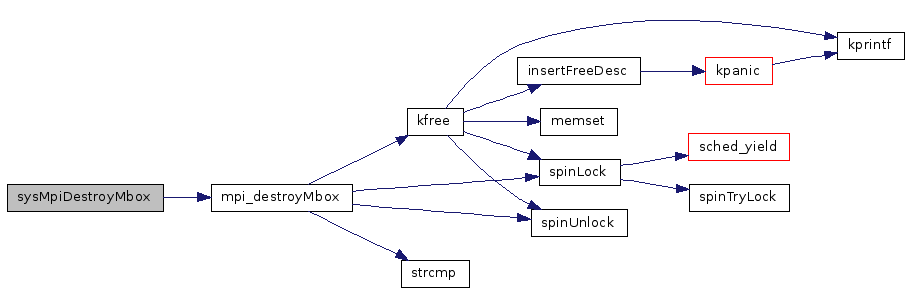 sysMpiDestroyMbox
mpi_destroyMbox
kfree
strcmp
insertFreeDesc
memset
spinLock
spinUnlock
kpanic
sched_yield
spinTryLock
kprintf